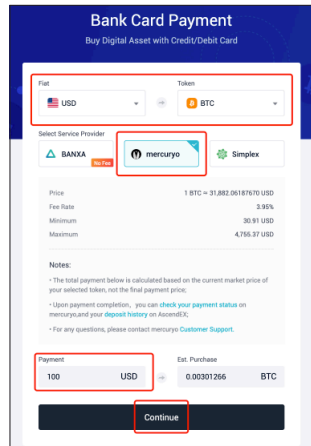 Bank Card Payment
Buy Digital Asset with Credit/Debit Card
Fiat Token
USD BTC
Select Service Provider
BANXA No Fee mercuryo Simplex
Price 1 BTC ≈ 31,882.06187670 USD
Fee Rate 3.95%
Minimum 30.91 USD
Maximum 4,755.37 USD
Notes:
• The total payment below is calculated based on the current market price of
your selected token, not the final payment price;
• Upon payment completion, you can check your payment status on
mercuryo,and your deposit history on AscendEX;
• For any questions, please contact mercuryo Customer Support.
Payment Est. Purchase
100 USD 0.00301266 BTC
Continue